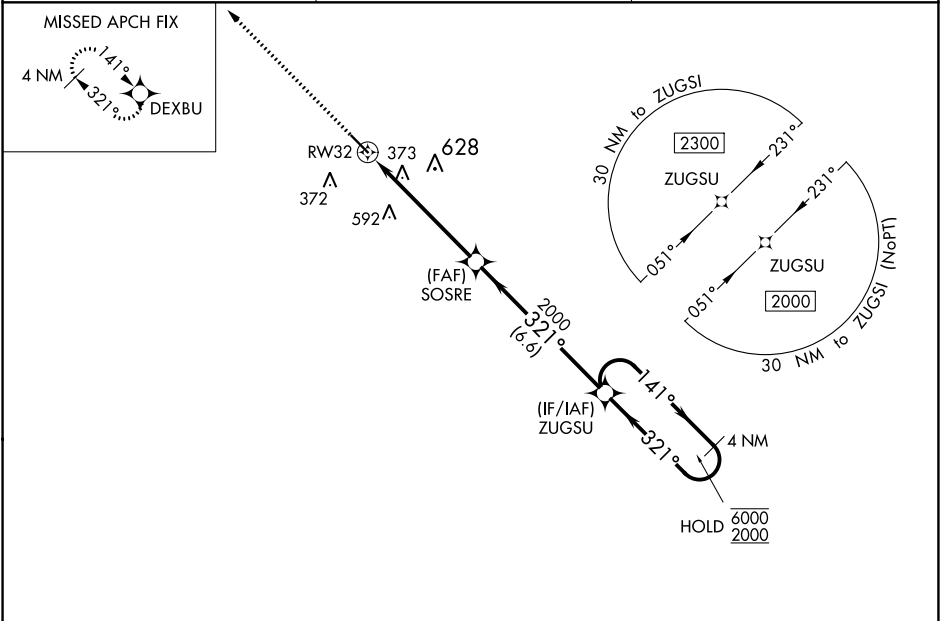 MISSED APCH FIX
4 NM
141°
321°
DEXBU
RW32
373
628
372
592
(FAF)
SOSRE
2000
321°
(6.6)
(IF/IAF)
ZUGSU
141°
321°
4 NM
HOLD
6000
2000
30 NM to ZUGSI
2300
ZUGSU
231°
051°
231°
ZUGSU
051°
2000
30 NM to ZUGSI (NoPT)